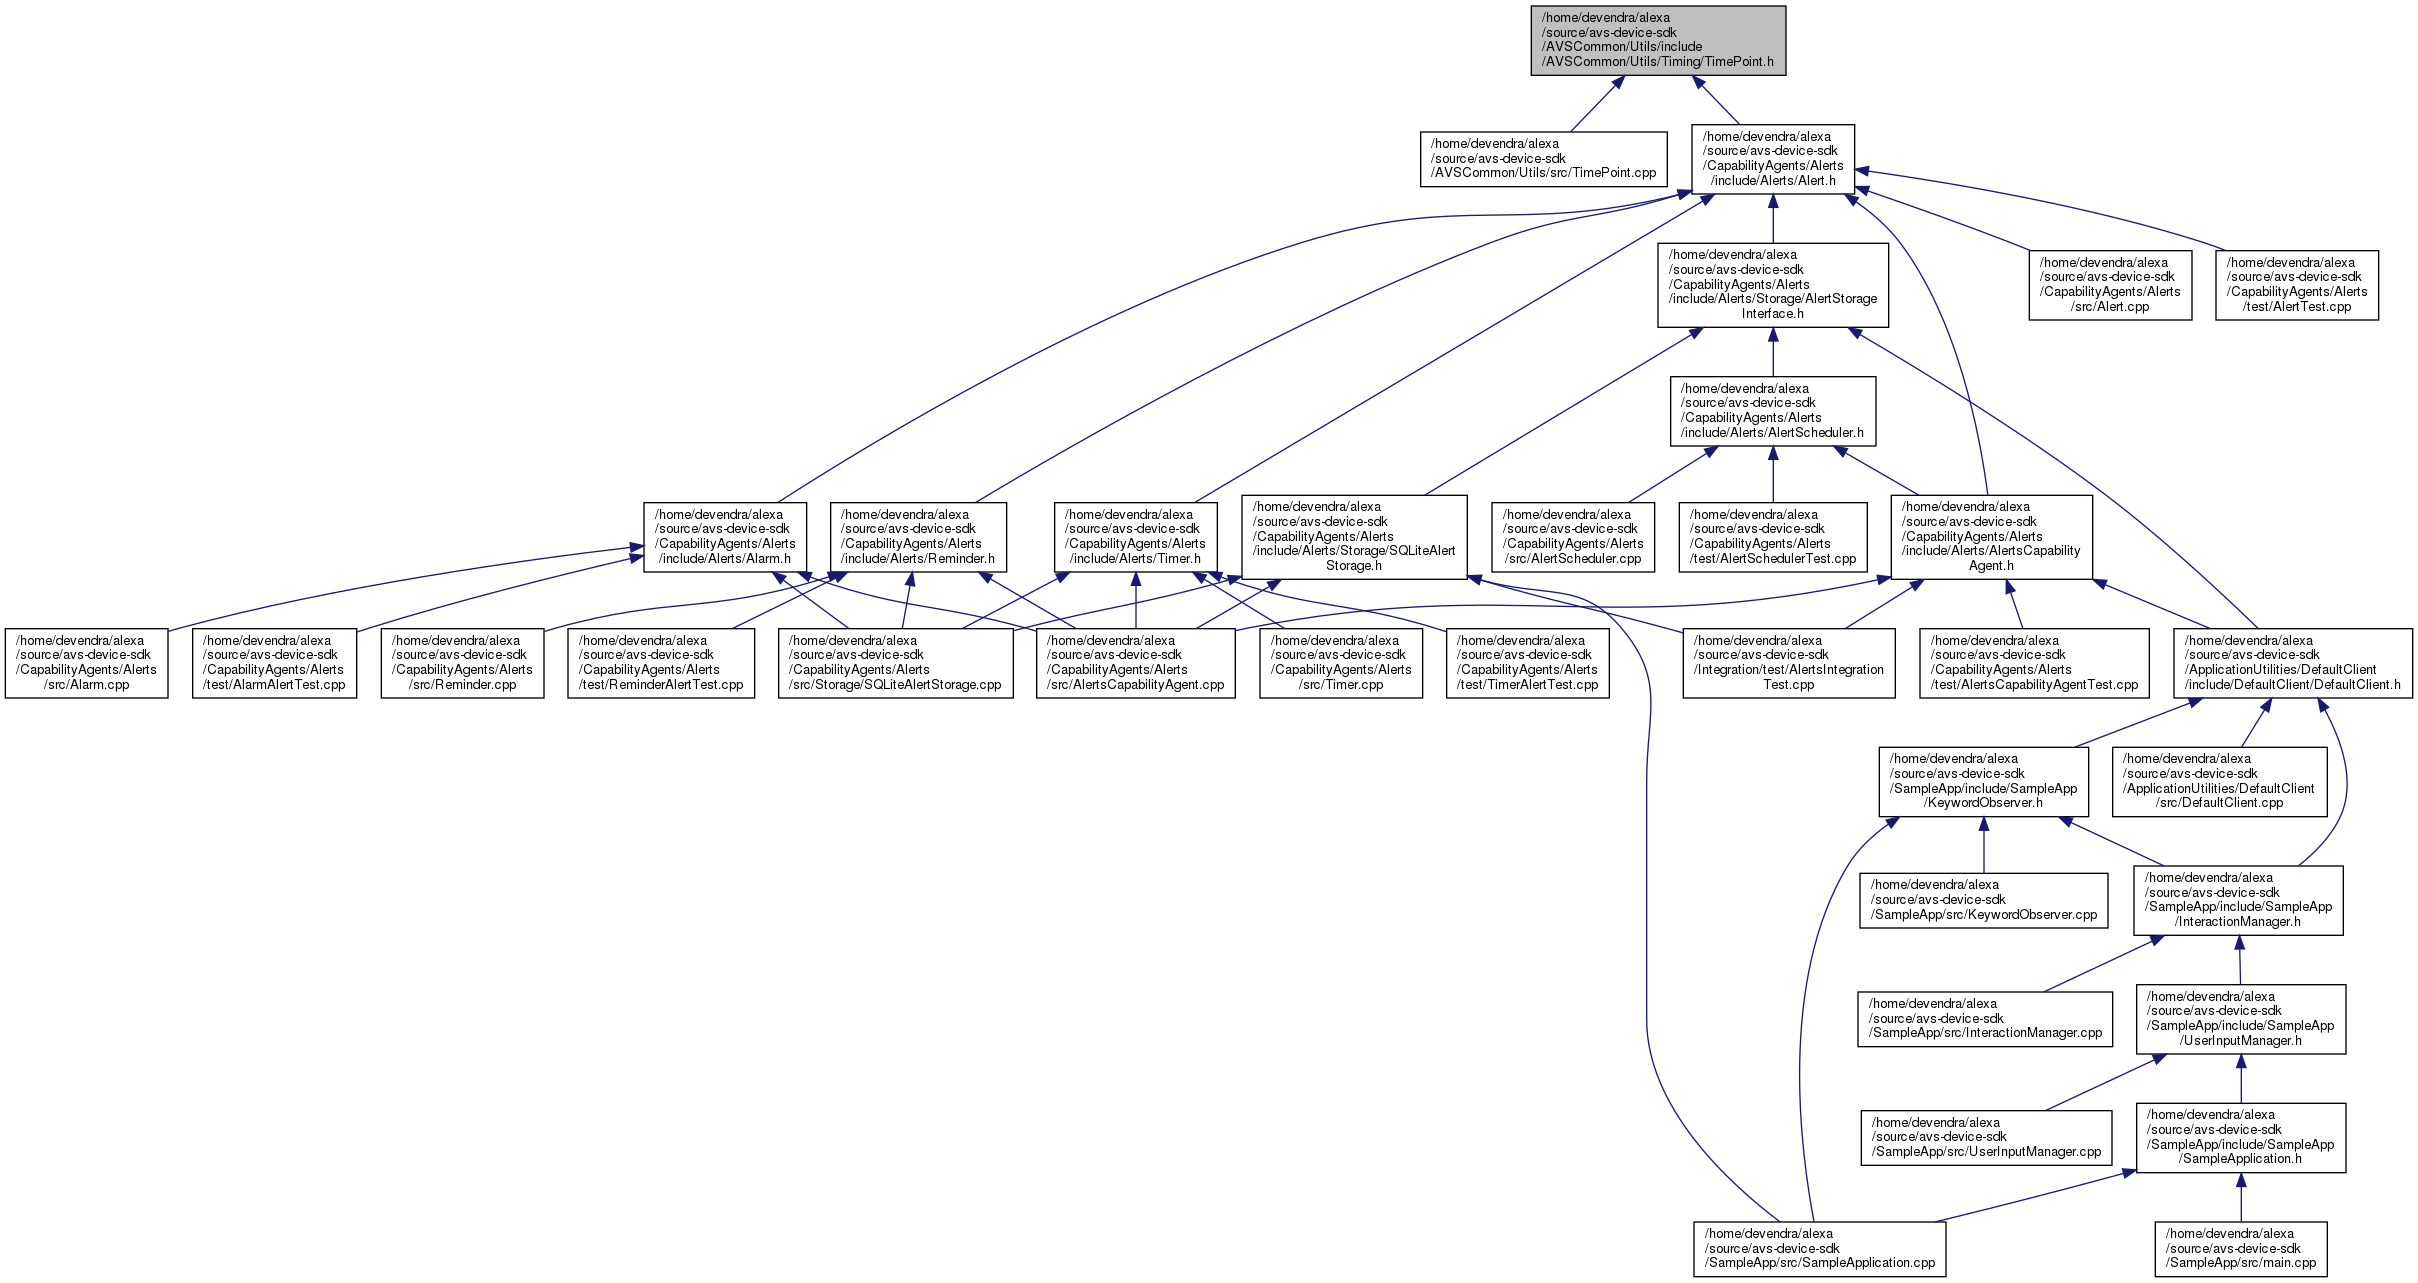 /home/devendra/alexa
/source/avs-device-sdk
/AVSCommon/Utils/include
/AVSCommon/Utils/Timing/TimePoint.h
/home/devendra/alexa
/source/avs-device-sdk
/AVSCommon/Utils/src/TimePoint.cpp
/home/devendra/alexa
/source/avs-device-sdk
/CapabilityAgents/Alerts
/include/Alerts/Alert.h
/home/devendra/alexa
/source/avs-device-sdk
/CapabilityAgents/Alerts
/include/Alerts/Storage/AlertStorage
Interface.h
/home/devendra/alexa
/source/avs-device-sdk
/CapabilityAgents/Alerts
/src/Alert.cpp
/home/devendra/alexa
/source/avs-device-sdk
/CapabilityAgents/Alerts
/test/AlertTest.cpp
/home/devendra/alexa
/source/avs-device-sdk
/CapabilityAgents/Alerts
/include/Alerts/AlertScheduler.h
/home/devendra/alexa
/source/avs-device-sdk
/CapabilityAgents/Alerts
/include/Alerts/Alarm.h
/home/devendra/alexa
/source/avs-device-sdk
/CapabilityAgents/Alerts
/include/Alerts/Reminder.h
/home/devendra/alexa
/source/avs-device-sdk
/CapabilityAgents/Alerts
/include/Alerts/Timer.h
/home/devendra/alexa
/source/avs-device-sdk
/CapabilityAgents/Alerts
/include/Alerts/Storage/SQLiteAlert
Storage.h
/home/devendra/alexa
/source/avs-device-sdk
/CapabilityAgents/Alerts
/src/AlertScheduler.cpp
/home/devendra/alexa
/source/avs-device-sdk
/CapabilityAgents/Alerts
/test/AlertSchedulerTest.cpp
/home/devendra/alexa
/source/avs-device-sdk
/CapabilityAgents/Alerts
/include/Alerts/AlertsCapability
Agent.h
/home/devendra/alexa
/source/avs-device-sdk
/CapabilityAgents/Alerts
/src/Alarm.cpp
/home/devendra/alexa
/source/avs-device-sdk
/CapabilityAgents/Alerts
/test/AlarmAlertTest.cpp
/home/devendra/alexa
/source/avs-device-sdk
/CapabilityAgents/Alerts
/src/Reminder.cpp
/home/devendra/alexa
/source/avs-device-sdk
/CapabilityAgents/Alerts
/test/ReminderAlertTest.cpp
/home/devendra/alexa
/source/avs-device-sdk
/CapabilityAgents/Alerts
/src/Storage/SQLiteAlertStorage.cpp
/home/devendra/alexa
/source/avs-device-sdk
/CapabilityAgents/Alerts
/src/AlertsCapabilityAgent.cpp
/home/devendra/alexa
/source/avs-device-sdk
/CapabilityAgents/Alerts
/src/Timer.cpp
/home/devendra/alexa
/source/avs-device-sdk
/CapabilityAgents/Alerts
/test/TimerAlertTest.cpp
/home/devendra/alexa
/source/avs-device-sdk
/Integration/test/AlertsIntegration
Test.cpp
/home/devendra/alexa
/source/avs-device-sdk
/CapabilityAgents/Alerts
/test/AlertsCapabilityAgentTest.cpp
/home/devendra/alexa
/source/avs-device-sdk
/ApplicationUtilities/DefaultClient
/include/DefaultClient/DefaultClient.h
/home/devendra/alexa
/source/avs-device-sdk
/SampleApp/include/SampleApp
/KeywordObserver.h
/home/devendra/alexa
/source/avs-device-sdk
/ApplicationUtilities/DefaultClient
/src/DefaultClient.cpp
/home/devendra/alexa
/source/avs-device-sdk
/SampleApp/src/KeywordObserver.cpp
/home/devendra/alexa
/source/avs-device-sdk
/SampleApp/include/SampleApp
/InteractionManager.h
/home/devendra/alexa
/source/avs-device-sdk
/SampleApp/src/InteractionManager.cpp
/home/devendra/alexa
/source/avs-device-sdk
/SampleApp/include/SampleApp
/UserInputManager.h
/home/devendra/alexa
/source/avs-device-sdk
/SampleApp/src/UserInputManager.cpp
/home/devendra/alexa
/source/avs-device-sdk
/SampleApp/include/SampleApp
/SampleApplication.h
/home/devendra/alexa
/source/avs-device-sdk
/SampleApp/src/SampleApplication.cpp
/home/devendra/alexa
/source/avs-device-sdk
/SampleApp/src/main.cpp